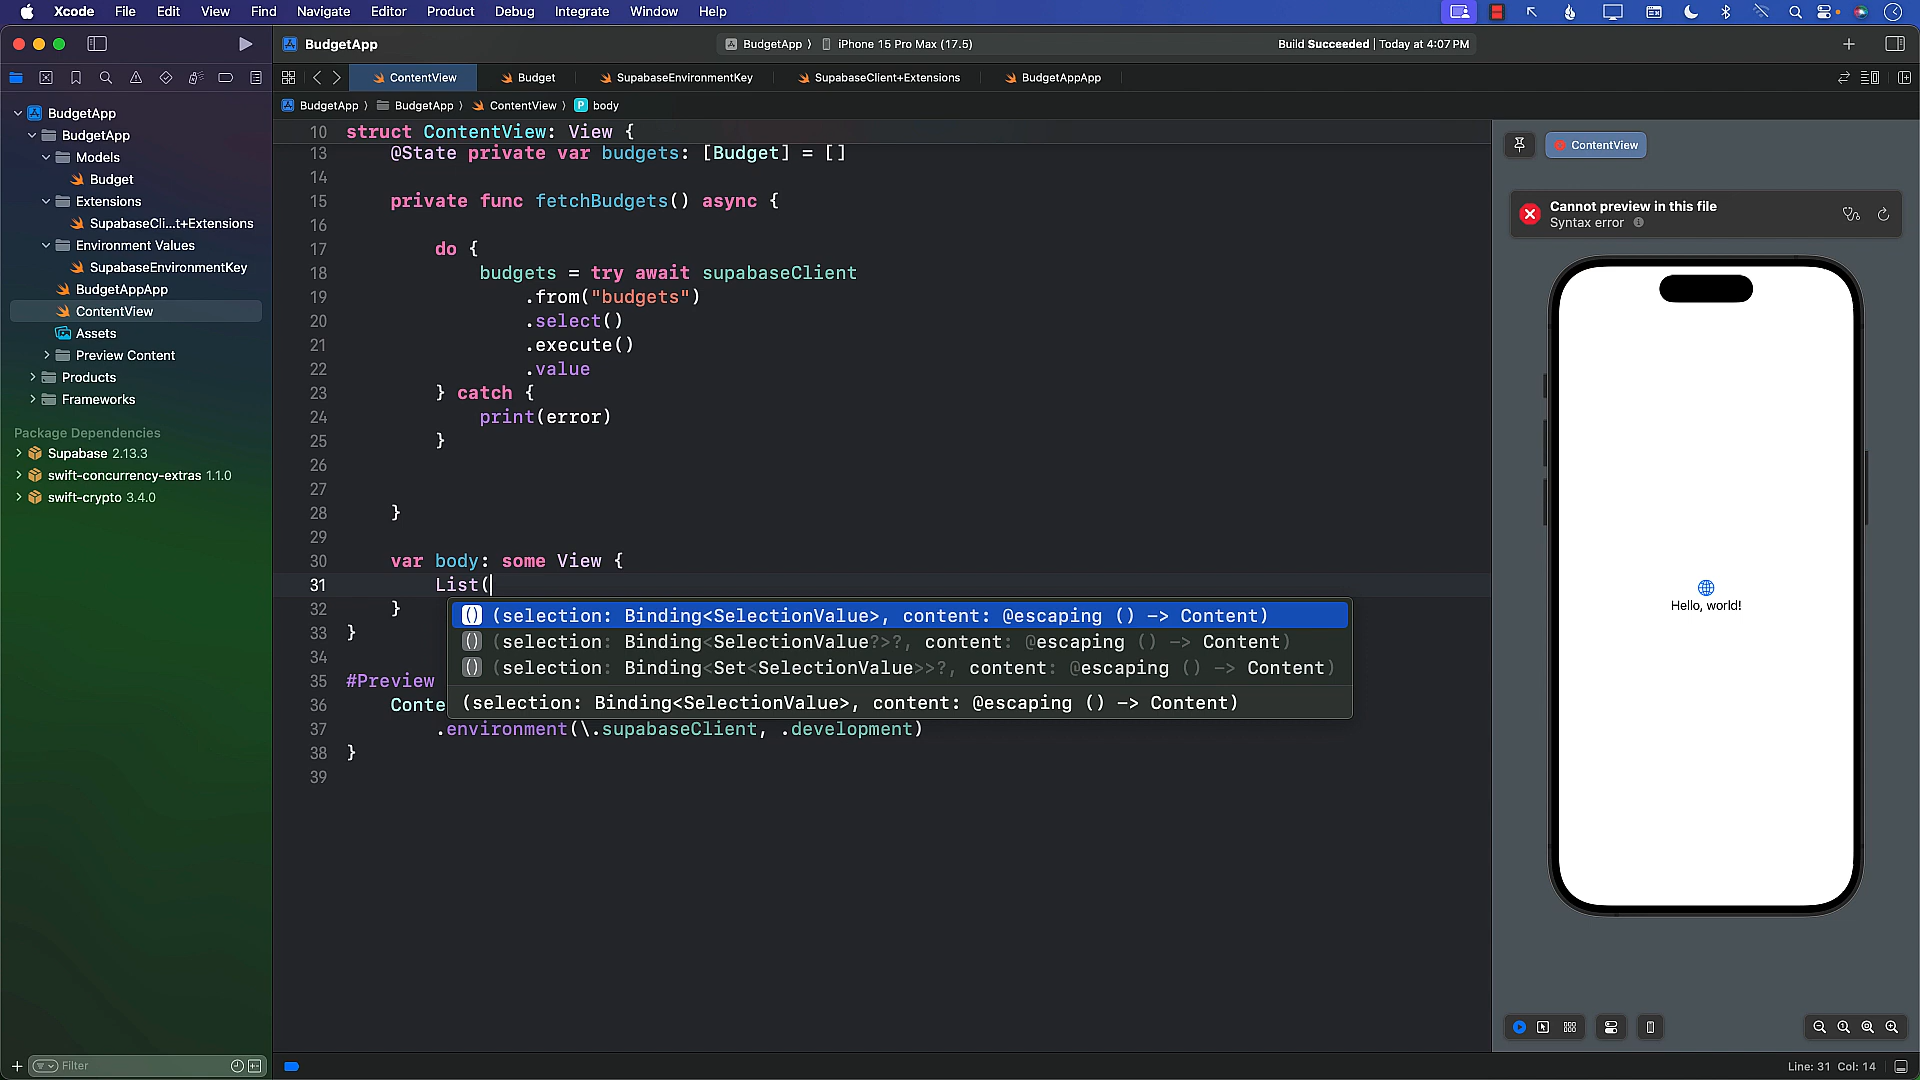 Xcode File Edit View Find Navigate Editor Product Debug Integrate Window Help
BudgetApp
BudgetApp ⟩ iPhone 15 Pro Max (17.5)
Build Succeeded | Today at 4:07 PM
ContentView Budget SupabaseEnvironmentKey SupabaseClient+Extensions BudgetAppApp
BudgetApp ⟩ BudgetApp ⟩ ContentView ⟩ P body
BudgetApp
BudgetApp
Models
Budget
Extensions
SupabaseCli...t+Extensions
Environment Values
SupabaseEnvironmentKey
BudgetAppApp
ContentView
Assets
Preview Content
Products
Frameworks
Package Dependencies
Supabase 2.13.3
swift-concurrency-extras 1.1.0
swift-crypto 3.4.0
Filter
10 struct ContentView: View {
13 @State private var budgets: [Budget] = []
14
15 private func fetchBudgets() async {
16
17 do {
18 budgets = try await supabaseClient
19 .from("budgets")
20 .select()
21 .execute()
22 .value
23 } catch {
24 print(error)
25 }
26
27
28 }
29
30 var body: some View {
31 List(
32 }
33 }
34
35 #Preview
36 Conte
37 .environment(\.supabaseClient, .development)
38 }
39
() (selection: Binding<SelectionValue>, content: @escaping () -> Content)
() (selection: Binding<SelectionValue?>?, content: @escaping () -> Content)
() (selection: Binding<Set<SelectionValue>>?, content: @escaping () -> Content)
(selection: Binding<SelectionValue>, content: @escaping () -> Content)
ContentView
Cannot preview in this file
Syntax error
Hello, world!
Line: 31 Col: 14